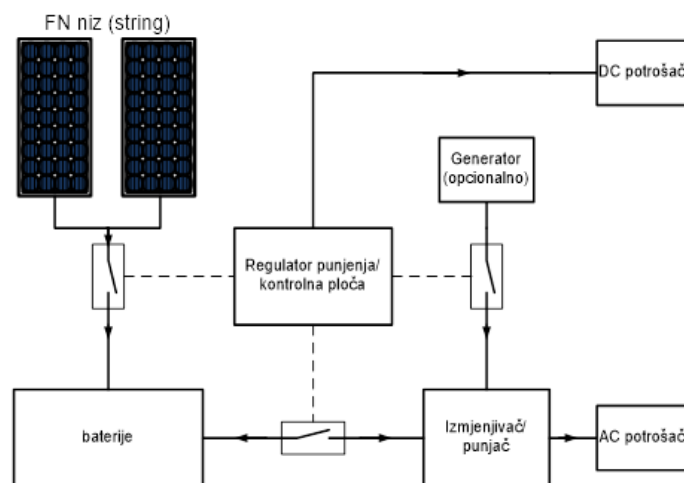 FN niz (string)
DC potrošač
Generator
(opcionalno)
Regulator punjenja/
kontrolna ploča
baterije
Izmjenjivač/
punjač
AC potrošač